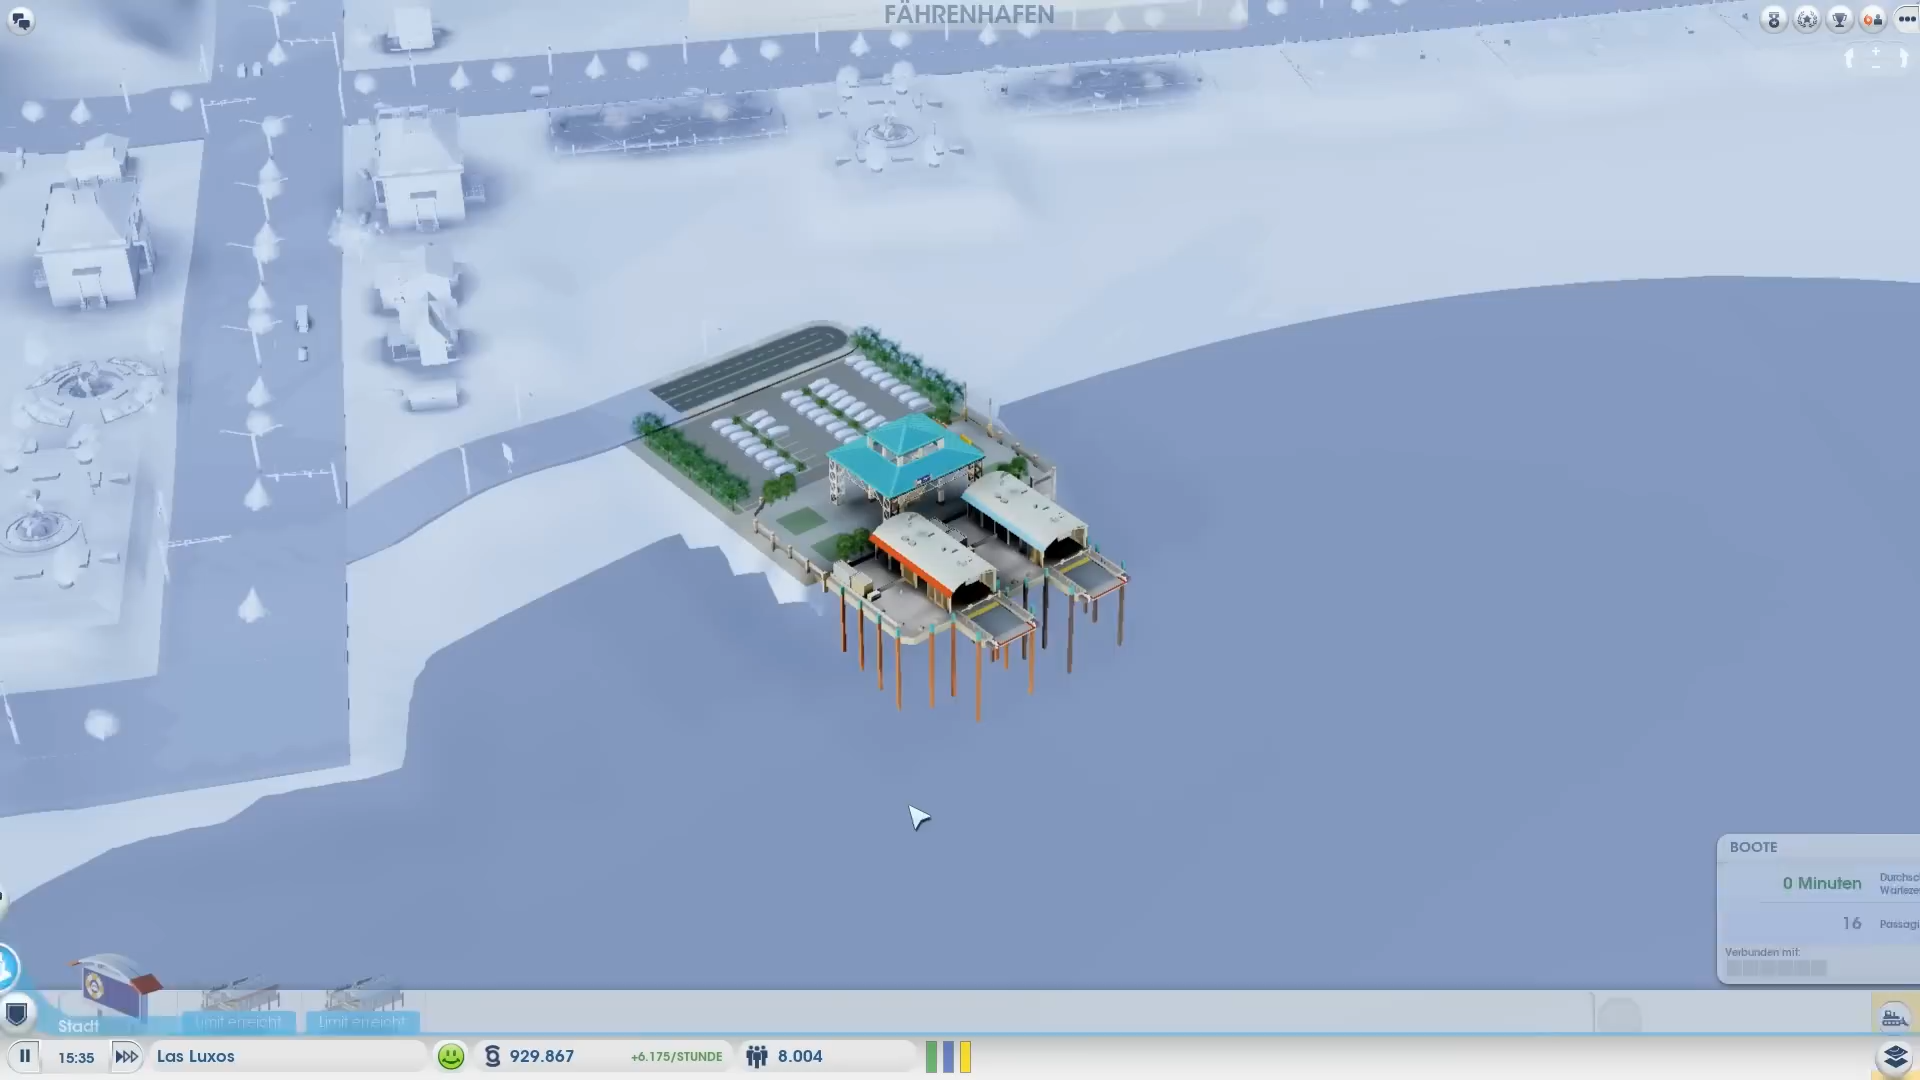 FÄHRENHAFEN
BOOTE
0 Minuten
16
Verbunden mit:
Stadt
Limit erreicht
Limit erreicht
15:35
Las Luxos
929.867
+6.175/STUNDE
8.004